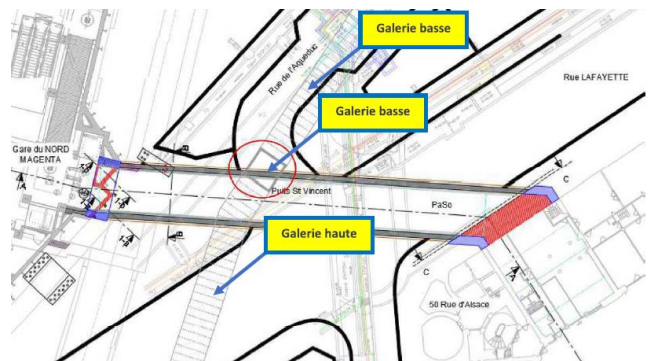 Galerie basse
Rue de l'Aqueduc
Rue LAFAYETTE
Galerie basse
Gare du NORD
MAGENTA
B
C
A
Puits St Vincent
PaSo
B
Galerie haute
C
A
50 Rue d'Alsace